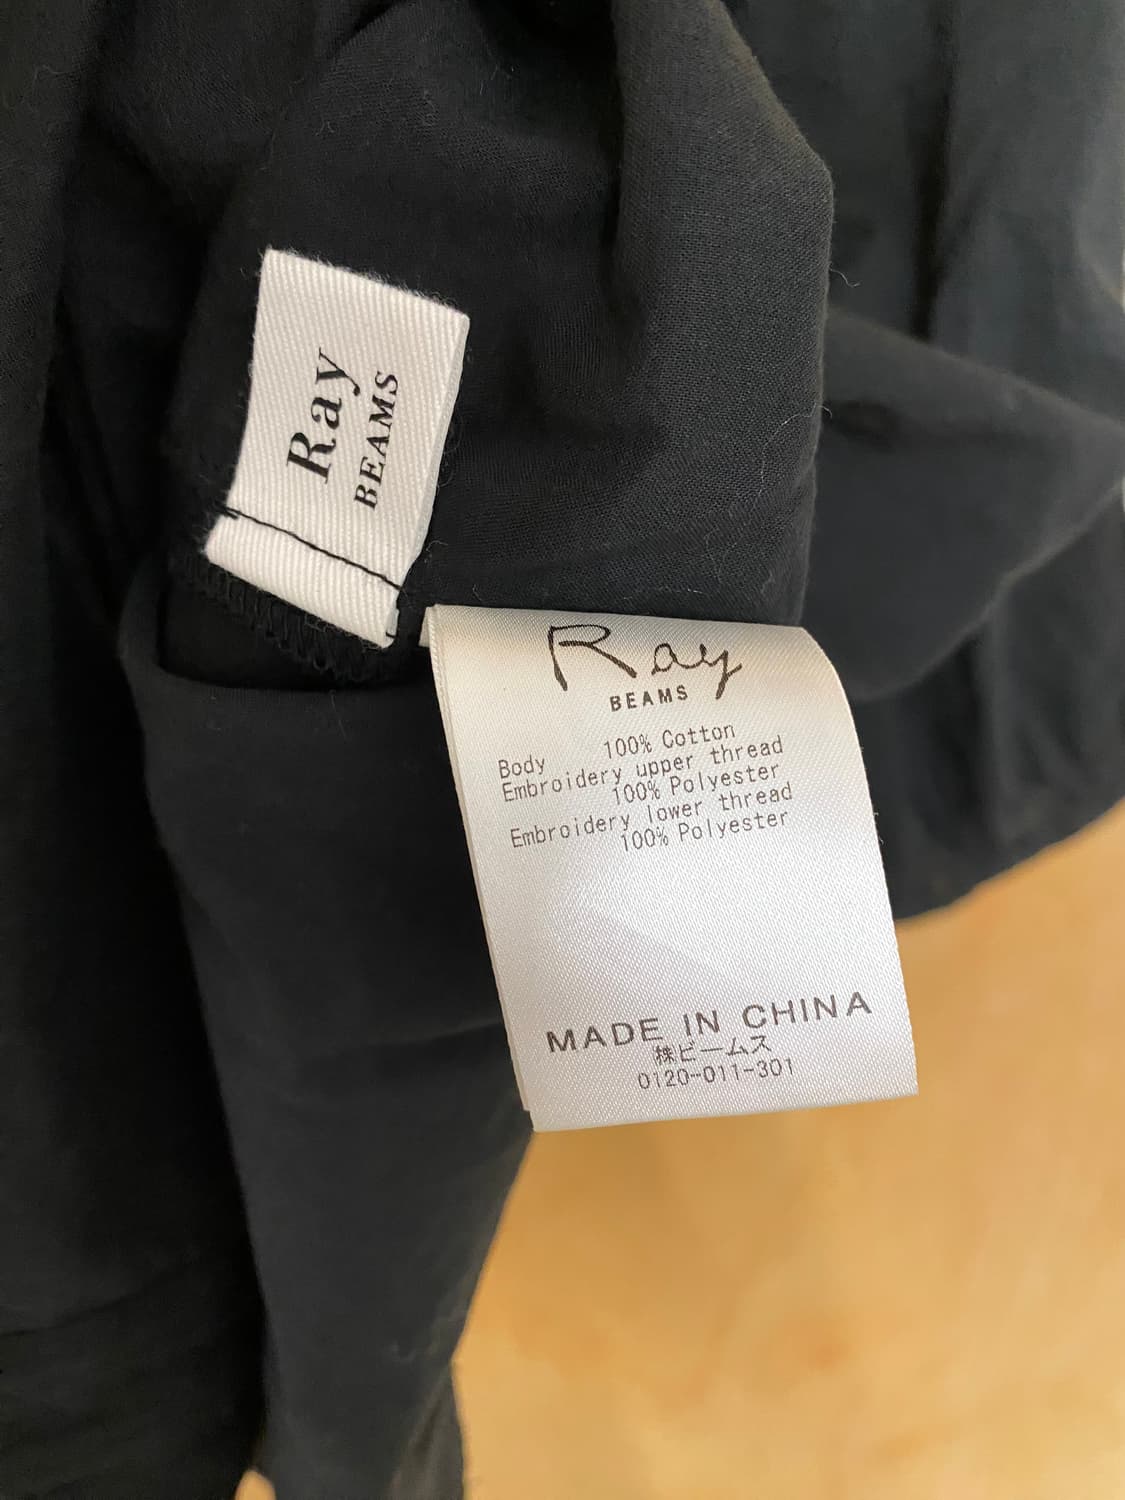 Ray
BEAMS
Ray
BEAMS
Body 100% Cotton
Embroidery upper thread
100% Polyester
Embroidery lower thread
100% Polyester
MADE IN CHINA
㈱ビームス
0120-011-301